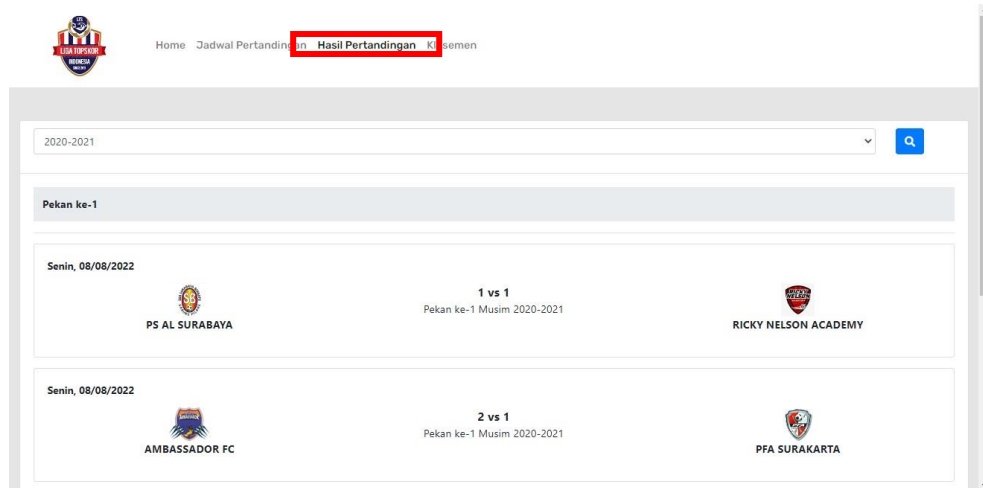 LIGA TOPSKOR
INDONESIA
Home Jadwal Pertandingan Hasil Pertandingan Klasemen
2020-2021
Pekan ke-1
Senin, 08/08/2022
1 vs 1
Pekan ke-1 Musim 2020-2021
PS AL SURABAYA
RICKY NELSON ACADEMY
Senin, 08/08/2022
2 vs 1
Pekan ke-1 Musim 2020-2021
AMBASSADOR FC
PFA SURAKARTA